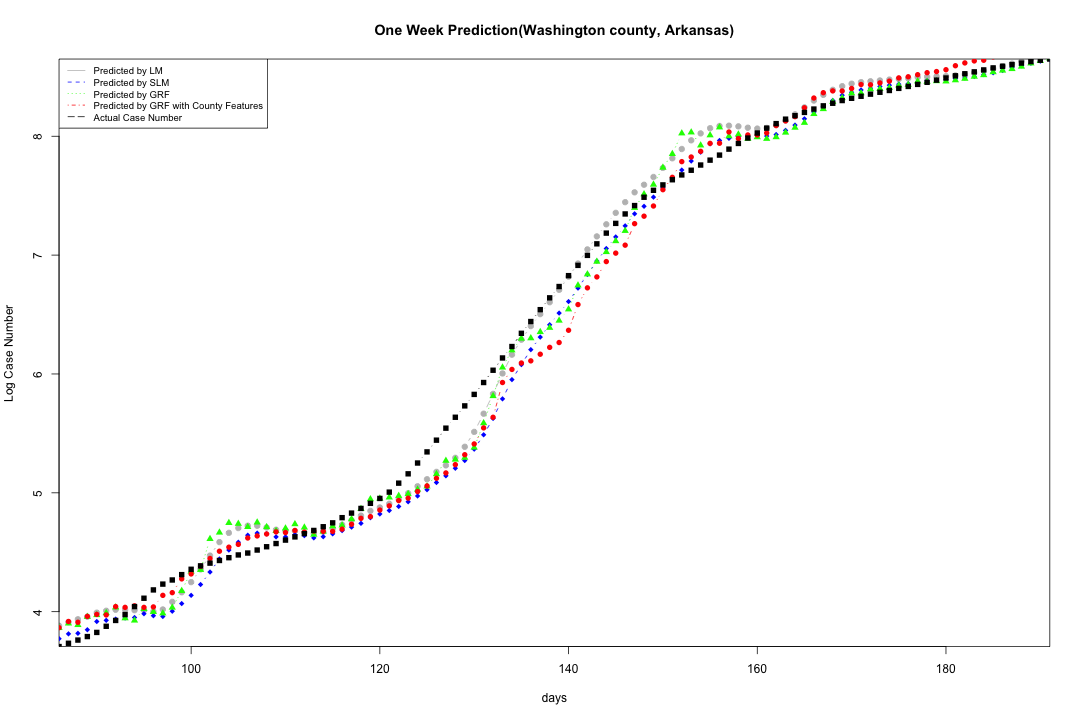 One Week Prediction(Washington county, Arkansas)
Predicted by LM
Predicted by SLM
Predicted by GRF
Predicted by GRF with County Features
Actual Case Number
8
7
6
5
4
Log Case Number
100 120 140 160 180
days